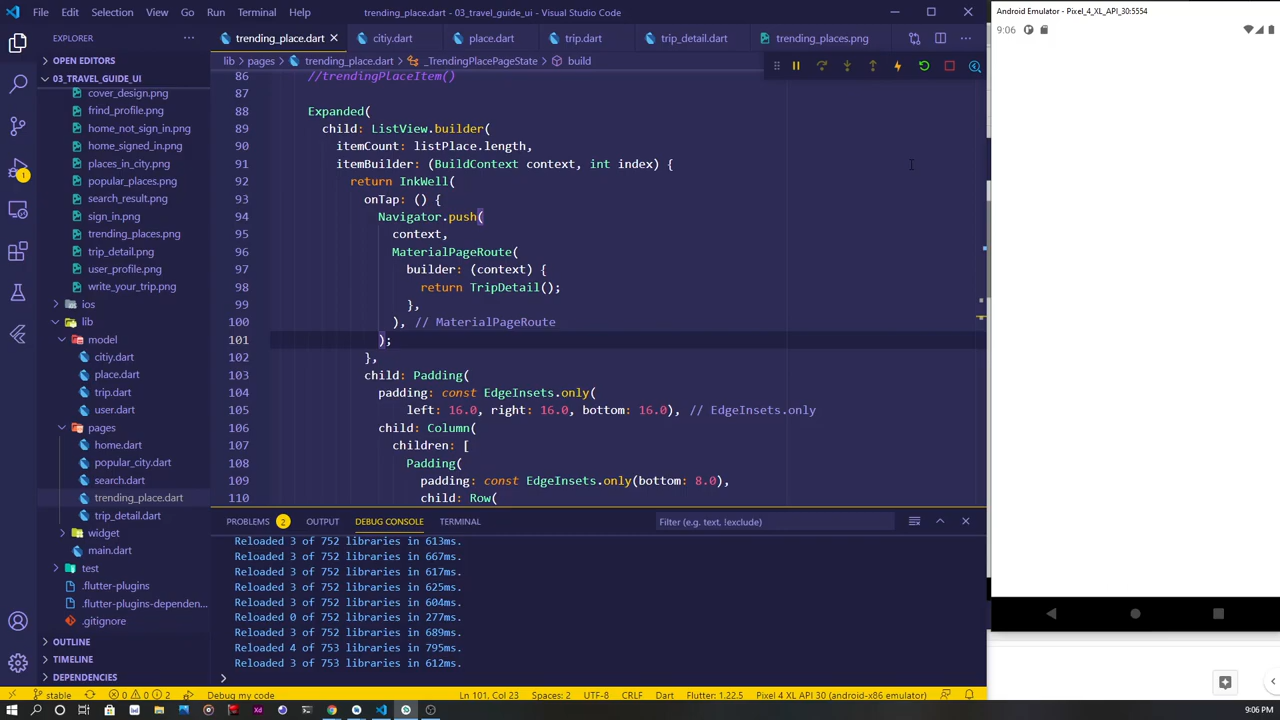 File Edit Selection View Go Run Terminal Help
trending_place.dart - 03_travel_guide_ui - Visual Studio Code
Android Emulator - Pixel_4_XL_API_30:5554
9:06
EXPLORER
OPEN EDITORS
03_TRAVEL_GUIDE_UI
cover_design.png
frind_profile.png
home_not_sign_in.png
home_signed_in.png
places_in_city.png
popular_places.png
search_result.png
sign_in.png
trending_places.png
trip_detail.png
user_profile.png
write_your_trip.png
ios
lib
model
citiy.dart
place.dart
trip.dart
user.dart
pages
home.dart
popular_city.dart
search.dart
trending_place.dart
trip_detail.dart
widget
main.dart
test
.flutter-plugins
.flutter-plugins-dependen...
.gitignore
OUTLINE
TIMELINE
DEPENDENCIES
1
trending_place.dart city.dart place.dart trip.dart trip_detail.dart trending_places.png
lib > pages > trending_place.dart > _TrendingPlacePageState > build
86 //trendingPlaceItem()
87
88 Expanded(
89 child: ListView.builder(
90 itemCount: listPlace.length,
91 itemBuilder: (BuildContext context, int index) {
92 return InkWell(
93 onTap: () {
94 Navigator.push(
95 context,
96 MaterialPageRoute(
97 builder: (context) {
98 return TripDetail();
99 },
100 ), // MaterialPageRoute
101 );
102 },
103 child: Padding(
104 padding: const EdgeInsets.only(
105 left: 16.0, right: 16.0, bottom: 16.0), // EdgeInsets.only
106 child: Column(
107 children: [
108 Padding(
109 padding: const EdgeInsets.only(bottom: 8.0),
110 child: Row(
PROBLEMS 2 OUTPUT DEBUG CONSOLE TERMINAL
Filter (e.g. text, !exclude)
Reloaded 3 of 752 libraries in 613ms.
Reloaded 3 of 752 libraries in 667ms.
Reloaded 3 of 752 libraries in 617ms.
Reloaded 3 of 752 libraries in 625ms.
Reloaded 3 of 752 libraries in 604ms.
Reloaded 0 of 752 libraries in 277ms.
Reloaded 3 of 752 libraries in 689ms.
Reloaded 4 of 753 libraries in 795ms.
Reloaded 3 of 753 libraries in 612ms.
>
stable 0 0 2 Debug my code
Ln 101, Col 23 Spaces: 2 UTF-8 CRLF Dart Flutter: 1.22.5 Pixel 4 XL API 30 (android-x86 emulator)
Xd
9:06 PM